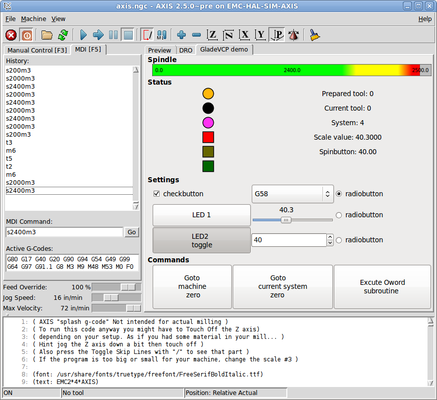 axis.ngc - AXIS 2.5.0~pre on EMC-HAL-SIM-AXIS
File Machine View Help
Manual Control [F3] MDI [F5] Preview DRO GladeVCP demo
History:
s200m3
s2000m3
s2400m3
s2400m3
s2000m3
s2400m3
s2000m3
s2400m3
s2000m3
t3
m6
t5
t2
m6
s2000m3
s2400m3
MDI Command:
s2400m3 Go
Active G-Codes:
G80 G17 G40 G20 G90 G94 G54 G49 G99
G64 G97 G91.1 G8 M3 M9 M48 M53 M0 F0
Feed Override: 100 %
Jog Speed: 16 in/min
Max Velocity: 72 in/min
Spindle
0.0 2400.0
Status
Prepared tool: 0
Current tool: 0
System: 4
Scale value: 40.3000
Spinbutton: 40.00
Settings
checkbutton G58 radiobutton
LED 1 40.3 radiobutton
LED2
toggle 40 radiobutton
Commands
Goto
machine
zero
Goto
current system
zero
Excute Oword
subroutine
1: ( AXIS "splash g-code" Not intended for actual milling )
2: ( To run this code anyway you might have to Touch Off the Z axis)
3: ( depending on your setup. As if you had some material in your mill... )
4: ( Hint jog the Z axis down a bit then touch off )
5: ( Also press the Toggle Skip Lines with "/" to see that part )
6: ( If the program is too big or small for your machine, change the scale #3 )
7:
8: (font: /usr/share/fonts/truetype/freefont/FreeSerifBoldItalic.ttf)
9: (text: EMC2*4*AXIS)
ON No tool Position: Relative Actual